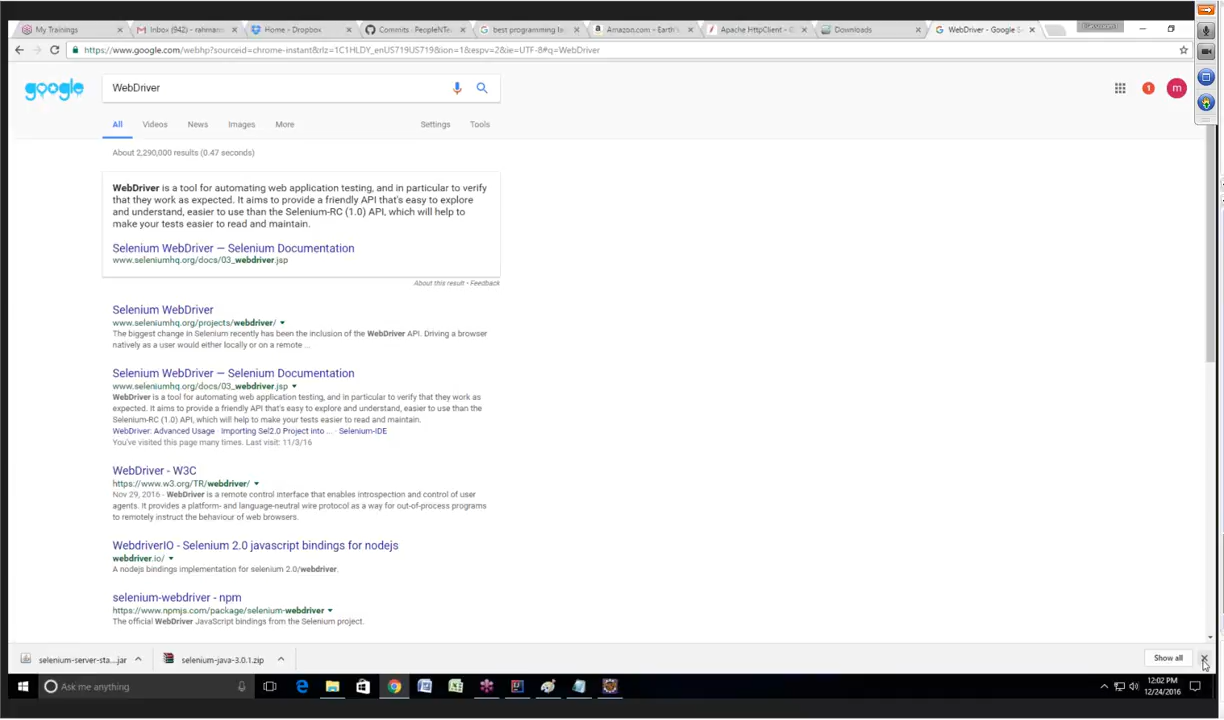 My Trainings
Inbox (942) - rahmanm
Home - Dropbox
Commits · PeopleNTe
best programming la
Amazon.com - Earth's
Apache HttpClient - G
Downloads
WebDriver - Google S
https://www.google.com/webhp?sourceid=chrome-instant&rlz=1C1HLDY_enUS719US719&ion=1&espv=2&ie=UTF-8#q=WebDriver
google
WebDriver
1
m
All Videos News Images More Settings Tools
About 2,290,000 results (0.47 seconds)
WebDriver is a tool for automating web application testing, and in particular to verify
that they work as expected. It aims to provide a friendly API that's easy to explore
and understand, easier to use than the Selenium-RC (1.0) API, which will help to
make your tests easier to read and maintain.
Selenium WebDriver — Selenium Documentation
www.seleniumhq.org/docs/03_webdriver.jsp
About this result • Feedback
Selenium WebDriver
www.seleniumhq.org/projects/webdriver/
The biggest change in Selenium recently has been the inclusion of the WebDriver API. Driving a browser
natively as a user would either locally or on a remote ...
Selenium WebDriver — Selenium Documentation
www.seleniumhq.org/docs/03_webdriver.jsp
WebDriver is a tool for automating web application testing, and in particular to verify that they work as
expected. It aims to provide a friendly API that's easy to explore and understand, easier to use than the
Selenium-RC (1.0) API, which will help to make your tests easier to read and maintain.
WebDriver: Advanced Usage · Importing Sel2.0 Project into ... · Selenium-IDE
You've visited this page many times. Last visit: 11/3/16
WebDriver - W3C
https://www.w3.org/TR/webdriver/
Nov 29, 2016 - WebDriver is a remote control interface that enables introspection and control of user
agents. It provides a platform- and language-neutral wire protocol as a way for out-of-process programs
to remotely instruct the behaviour of web browsers.
WebdriverIO - Selenium 2.0 javascript bindings for nodejs
webdriver.io/
A nodejs bindings implementation for selenium 2.0/webdriver.
selenium-webdriver - npm
https://www.npmjs.com/package/selenium-webdriver
The official WebDriver JavaScript bindings from the Selenium project.
selenium-server-sta....jar
selenium-java-3.0.1.zip
Show all
Ask me anything
12:02 PM
12/24/2016